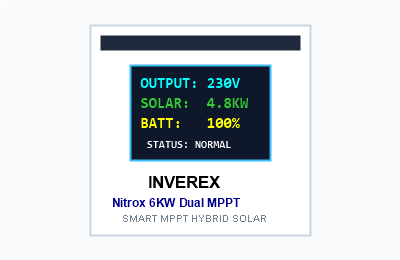 OUTPUT: 230V
SOLAR: 4.8KW
BATT: 100%
STATUS: NORMAL
INVEREX
Nitrox 6KW Dual MPPT
SMART MPPT HYBRID SOLAR